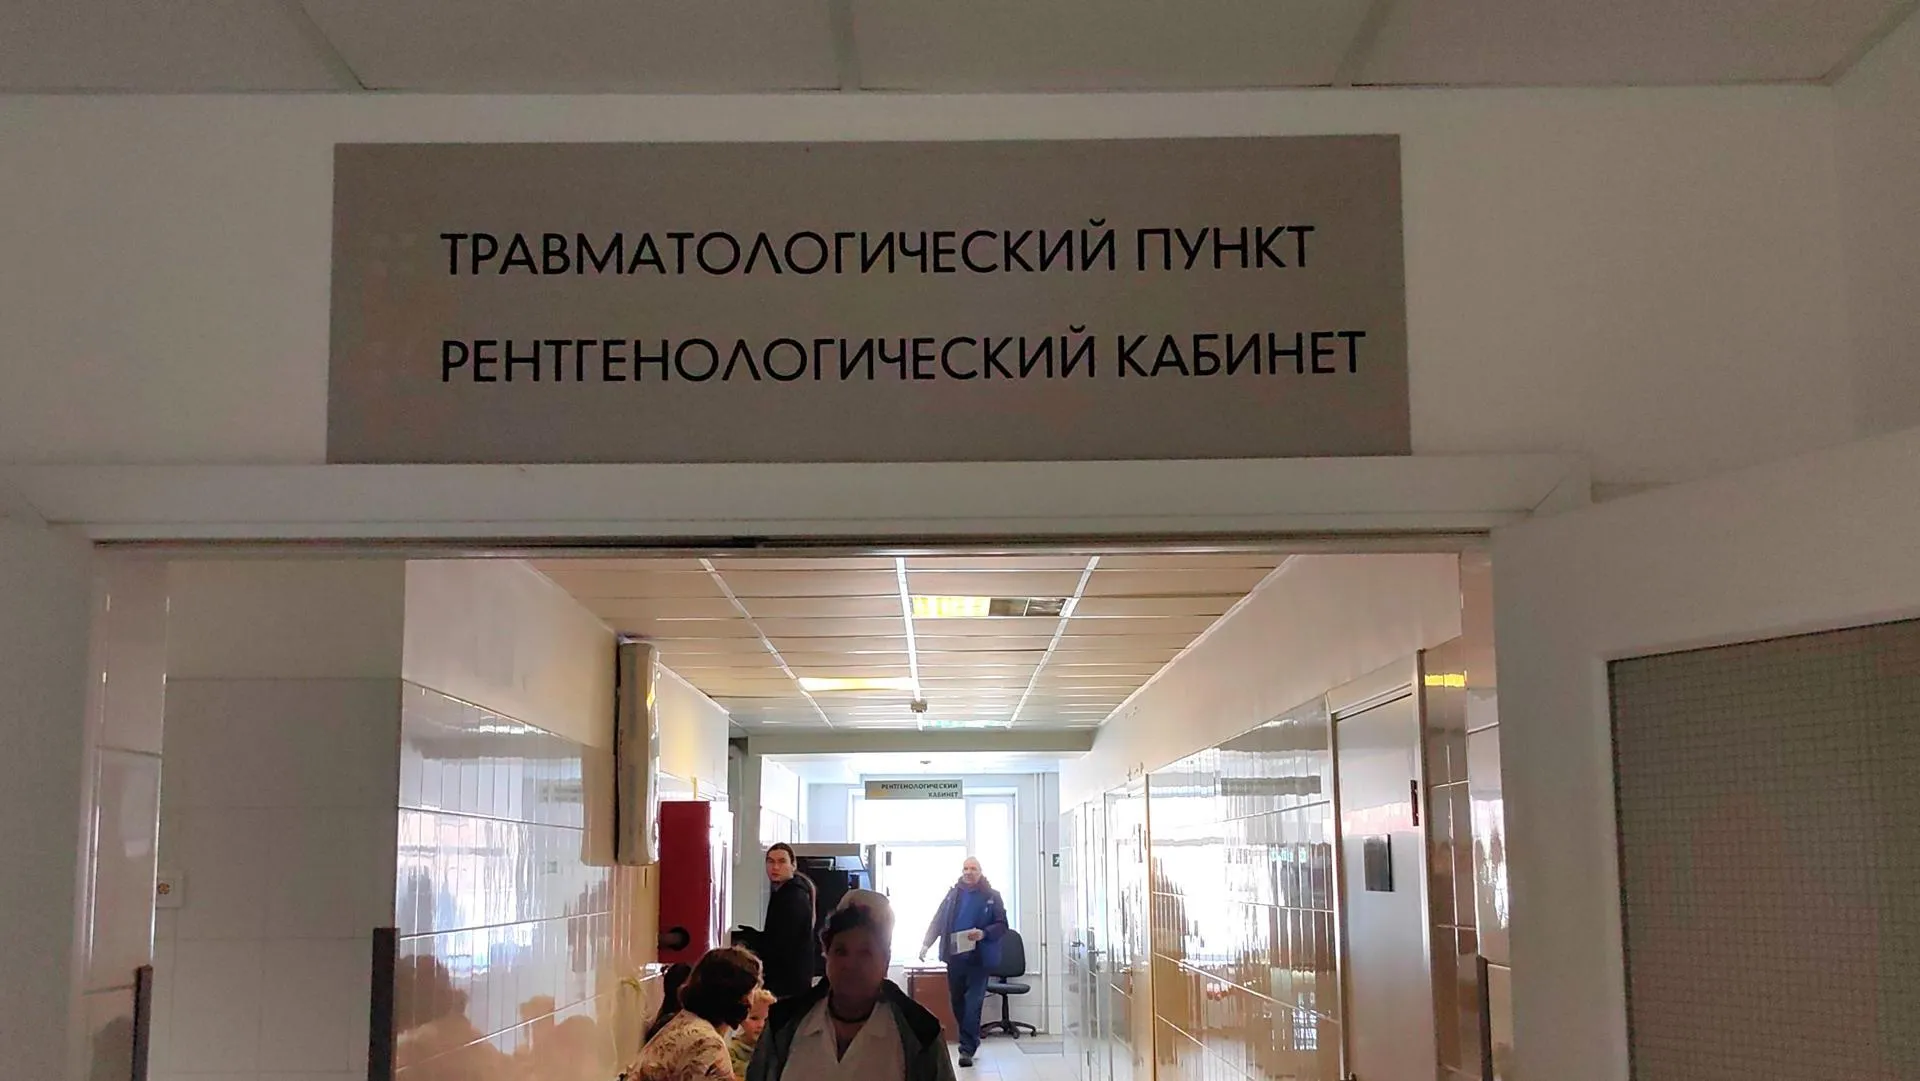 ТРАВМАТОЛОГИЧЕСКИЙ ПУНКТ
РЕНТГЕНОЛОГИЧЕСКИЙ КАБИНЕТ
РЕНТГЕНОЛОГИЧЕСКИЙ
КАБИНЕТ